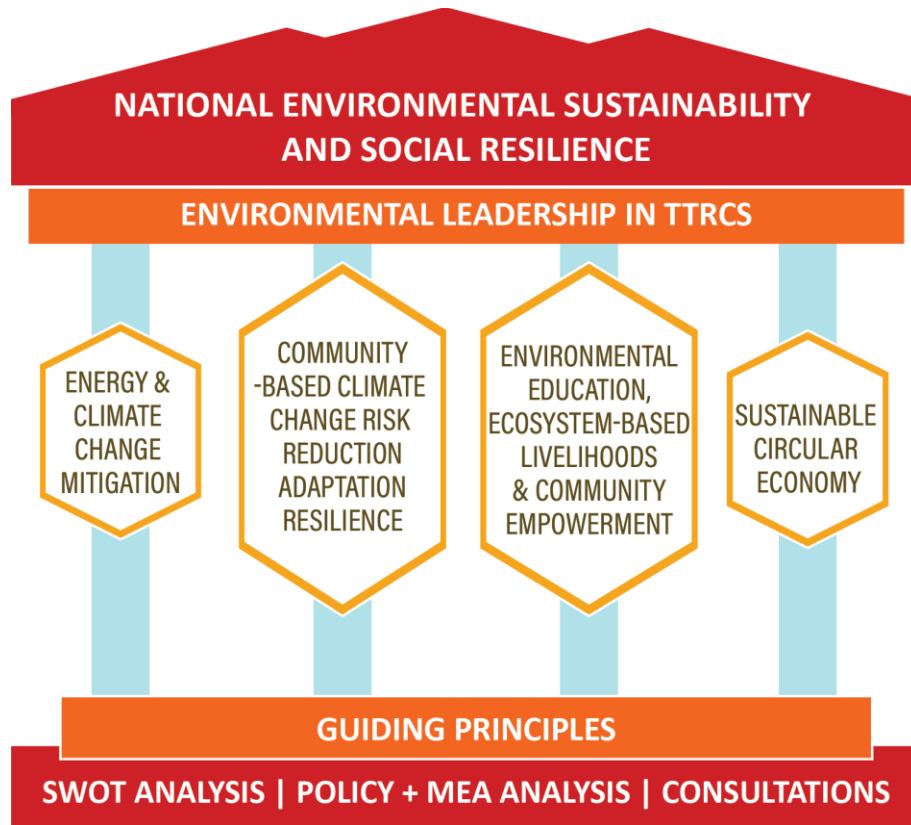 NATIONAL ENVIRONMENTAL SUSTAINABILITY
AND SOCIAL RESILIENCE
ENVIRONMENTAL LEADERSHIP IN TTRCS
ENERGY &
CLIMATE
CHANGE
MITIGATION
COMMUNITY
-BASED CLIMATE
CHANGE RISK
REDUCTION
ADAPTATION
RESILIENCE
ENVIRONMENTAL
EDUCATION,
ECOSYSTEM-BASED
LIVELIHOODS
& COMMUNITY
EMPOWERMENT
SUSTAINABLE
CIRCULAR
ECONOMY
GUIDING PRINCIPLES
SWOT ANALYSIS | POLICY + MEA ANALYSIS | CONSULTATIONS